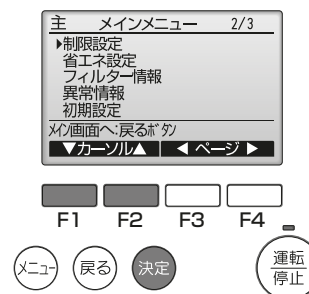 主 メインメニュー 2/3
▶制限設定
省エネ設定
フィルター情報
異常情報
初期設定
メイン画面へ:戻るボタン
▼カーソル▲ ◀ ページ ▶
F1 F2 F3 F4
メニュー 戻る 決定 運転
停止